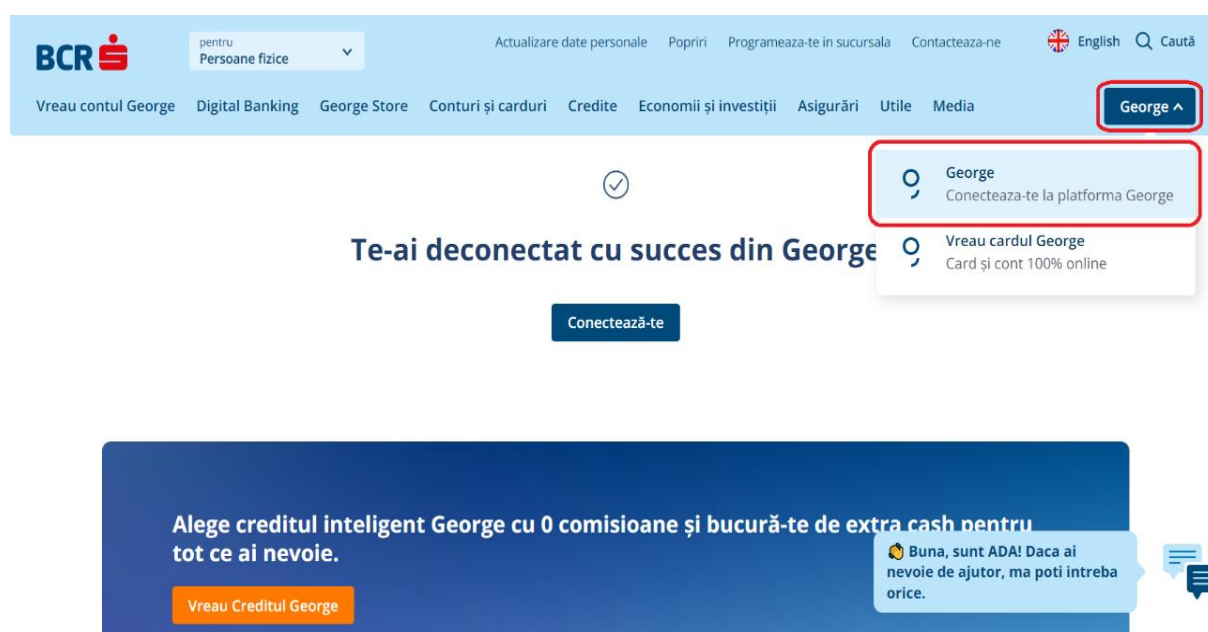 BCR
pentru
Persoane fizice
Actualizare date personale Popriri Programeaza-te in sucursala Contacteaza-ne
English Caută
Vreau contul George Digital Banking George Store Conturi și carduri Credite Economii și investiții Asigurări Utile Media
George
George
Conecteaza-te la platforma George
Te-ai deconectat cu succes din George
Vreau cardul George
Card și cont 100% online
Conectează-te
Alege creditul inteligent George cu 0 comisioane și bucură-te de extra cash pentru
tot ce ai nevoie.
Vreau Creditul George
Buna, sunt ADA! Daca ai
nevoie de ajutor, ma poti intreba
orice.